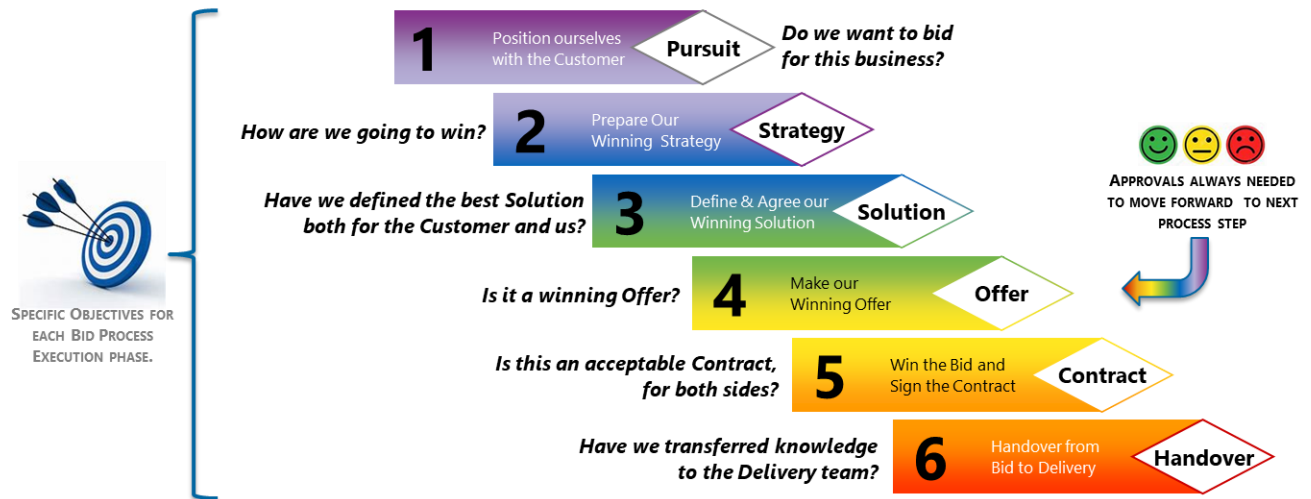 1
Position ourselves
with the Customer
Pursuit
Do we want to bid
for this business?
How are we going to win?
2
Prepare Our
Winning Strategy
Strategy
Have we defined the best Solution
both for the Customer and us?
3
Define & Agree our
Winning Solution
Solution
Is it a winning Offer?
4
Make our
Winning Offer
Offer
Is this an acceptable Contract,
for both sides?
5
Win the Bid and
Sign the Contract
Contract
Have we transferred knowledge
to the Delivery team?
6
Handover from
Bid to Delivery
Handover
SPECIFIC OBJECTIVES FOR
EACH BID PROCESS
EXECUTION PHASE.
APPROVALS ALWAYS NEEDED
TO MOVE FORWARD TO NEXT
PROCESS STEP